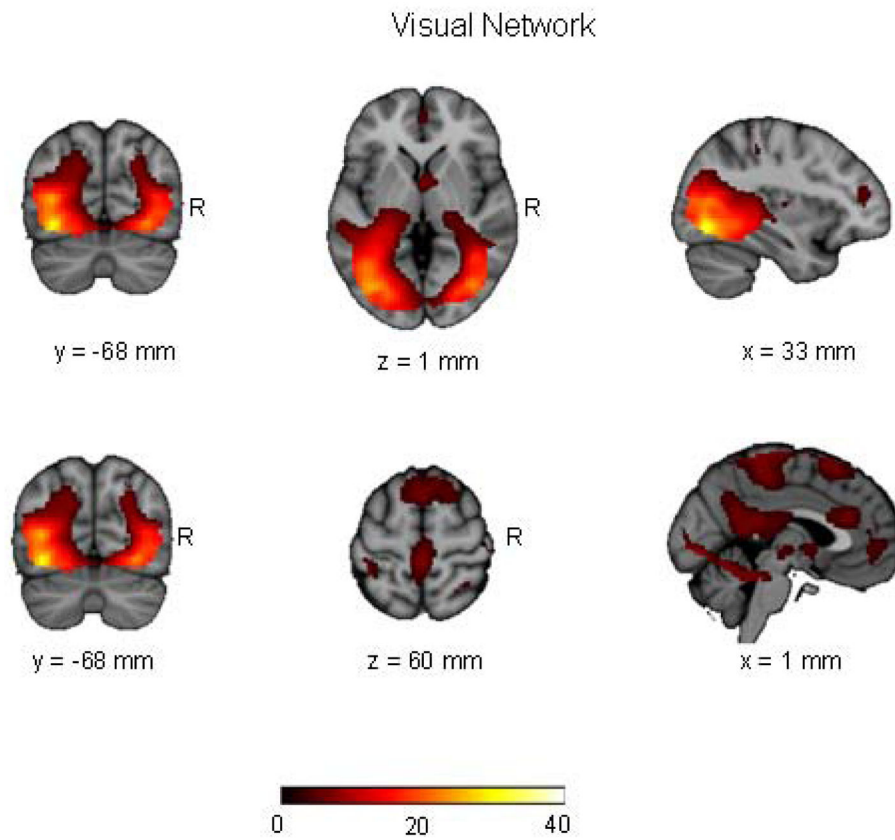 Visual Network
R
R
y = -68 mm
z = 1 mm
x = 33 mm
R
R
y = -68 mm
z = 60 mm
x = 1 mm
0
20
40